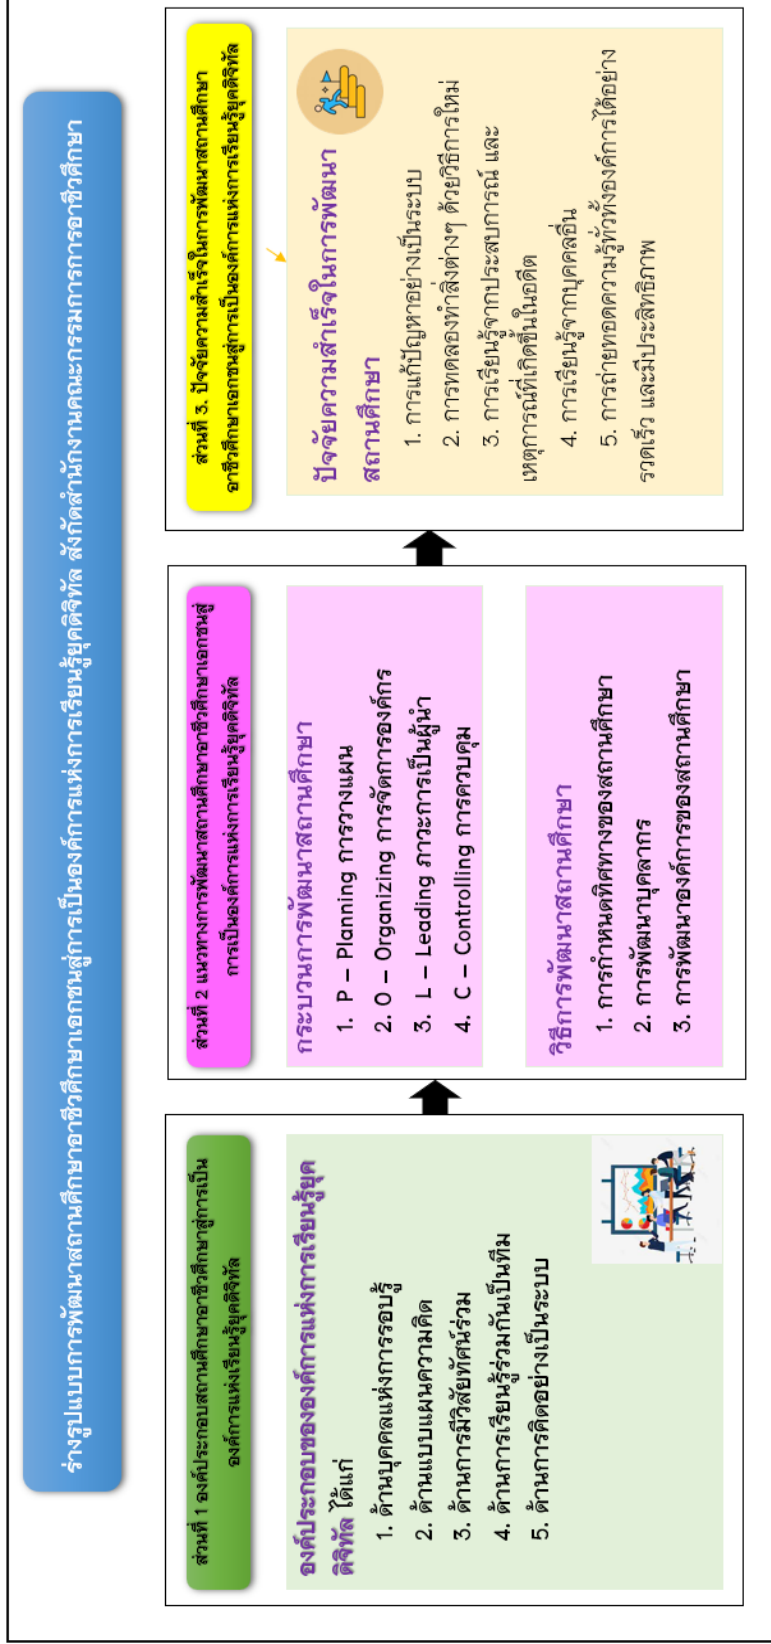 ร่างรูปแบบการพัฒนาสถานศึกษาอาชีวศึกษาเอกชนสู่การเป็นองค์การแห่งการเรียนรู้ยุคดิจิทัล สังกัดสำนักงานคณะกรรมการการอาชีวศึกษา
ส่วนที่ 1 องค์ประกอบสถานศึกษาอาชีวศึกษาสู่การเป็น
องค์การแห่งเรียนรู้ยุคดิจิทัล
องค์ประกอบขององค์การแห่งการเรียนรู้ยุค
ดิจิทัล ได้แก่
1. ด้านบุคคลแห่งการรอบรู้
2. ด้านแบบแผนความคิด
3. ด้านการมีวิสัยทัศน์ร่วม
4. ด้านการเรียนรู้ร่วมกันเป็นทีม
5. ด้านการคิดอย่างเป็นระบบ
ส่วนที่ 2 แนวทางการพัฒนาสถานศึกษาอาชีวศึกษาเอกชนสู่
การเป็นองค์การแห่งการเรียนรู้ยุคดิจิทัล
กระบวนการพัฒนาสถานศึกษา
1. P – Planning การวางแผน
2. O – Organizing การจัดการองค์กร
3. L – Leading ภาวะการเป็นผู้นำ
4. C – Controlling การควบคุม
วิธีการพัฒนาสถานศึกษา
1. การกำหนดทิศทางของสถานศึกษา
2. การพัฒนาบุคลากร
3. การพัฒนาองค์การของสถานศึกษา
ส่วนที่ 3. ปัจจัยความสำเร็จในการพัฒนาสถานศึกษา
อาชีวศึกษาเอกชนสู่การเป็นองค์การแห่งการเรียนรู้ยุคดิจิทัล
ปัจจัยความสำเร็จในการพัฒนา
สถานศึกษา
1. การแก้ปัญหาอย่างเป็นระบบ
2. การทดลองทำสิ่งต่างๆ ด้วยวิธีการใหม่
3. การเรียนรู้จากประสบการณ์ และ
เหตุการณ์ที่เกิดขึ้นในอดีต
4. การเรียนรู้จากบุคคลอื่น
5. การถ่ายทอดความรู้ทั่วทั้งองค์การได้อย่าง
รวดเร็ว และมีประสิทธิภาพ